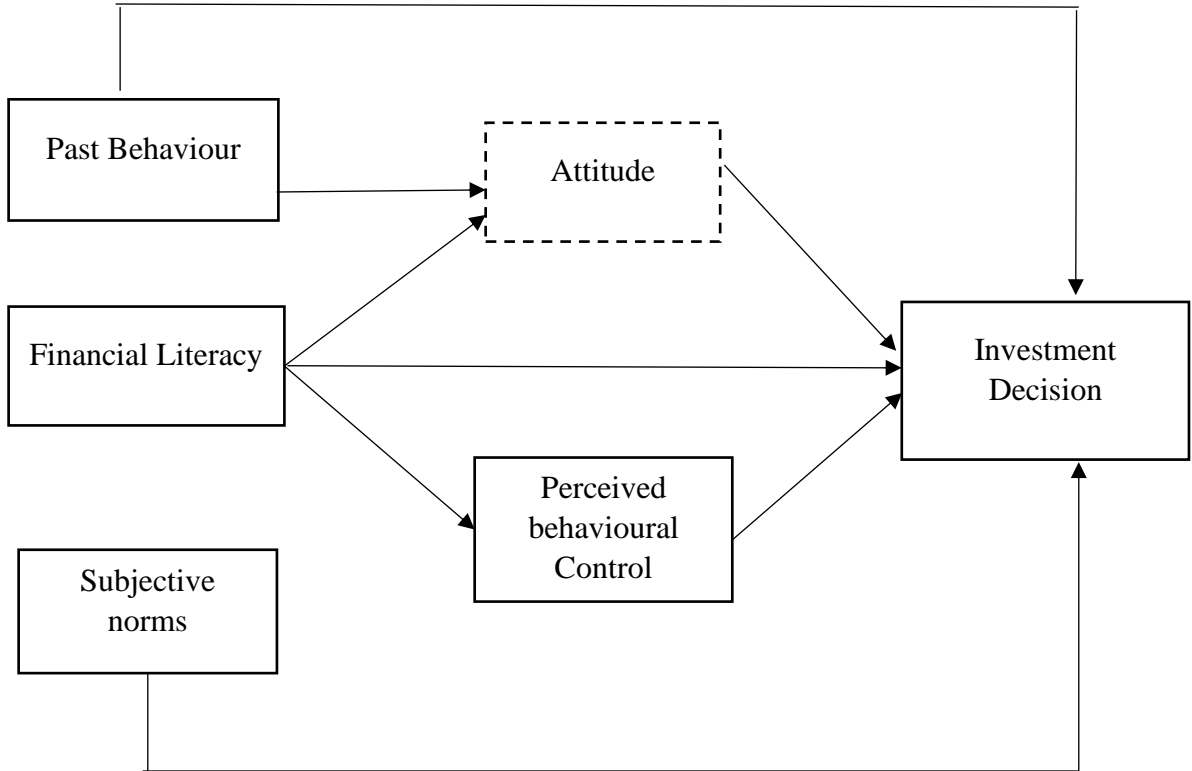 Past Behaviour
Attitude
Financial Literacy
Investment
Decision
Perceived
behavioural
Control
Subjective
norms